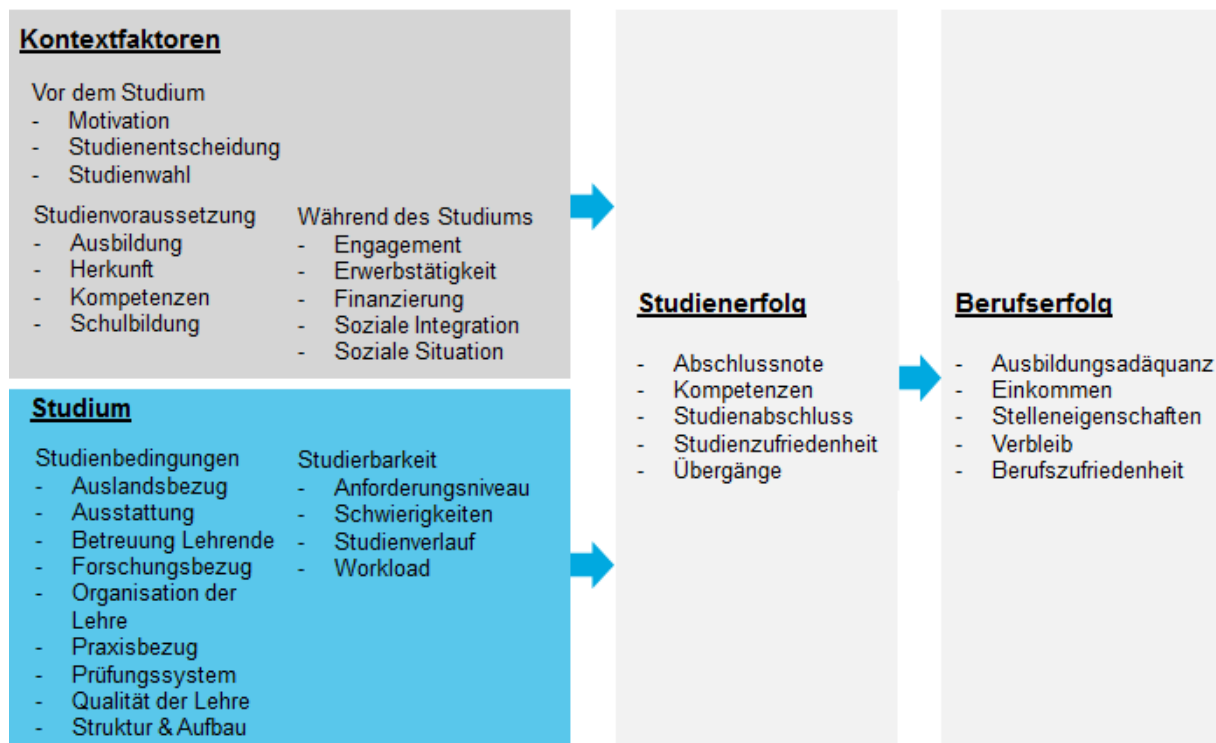 Kontextfaktoren
Vor dem Studium
- Motivation
- Studienentscheidung
- Studienwahl
Studienvoraussetzung
- Ausbildung
- Herkunft
- Kompetenzen
- Schulbildung
Während des Studiums
- Engagement
- Erwerbstätigkeit
- Finanzierung
- Soziale Integration
- Soziale Situation
Studium
Studienbedingungen
- Auslandsbezug
- Ausstattung
- Betreuung Lehrende
- Forschungsbezug
- Organisation der
Lehre
- Praxisbezug
- Prüfungssystem
- Qualität der Lehre
- Struktur & Aufbau
Studierbarkeit
- Anforderungsniveau
- Schwierigkeiten
- Studienverlauf
- Workload
Studienerfolg
- Abschlussnote
- Kompetenzen
- Studienabschluss
- Studienzufriedenheit
- Übergänge
Berufserfolg
- Ausbildungsadäquanz
- Einkommen
- Stelleneigenschaften
- Verbleib
- Berufszufriedenheit